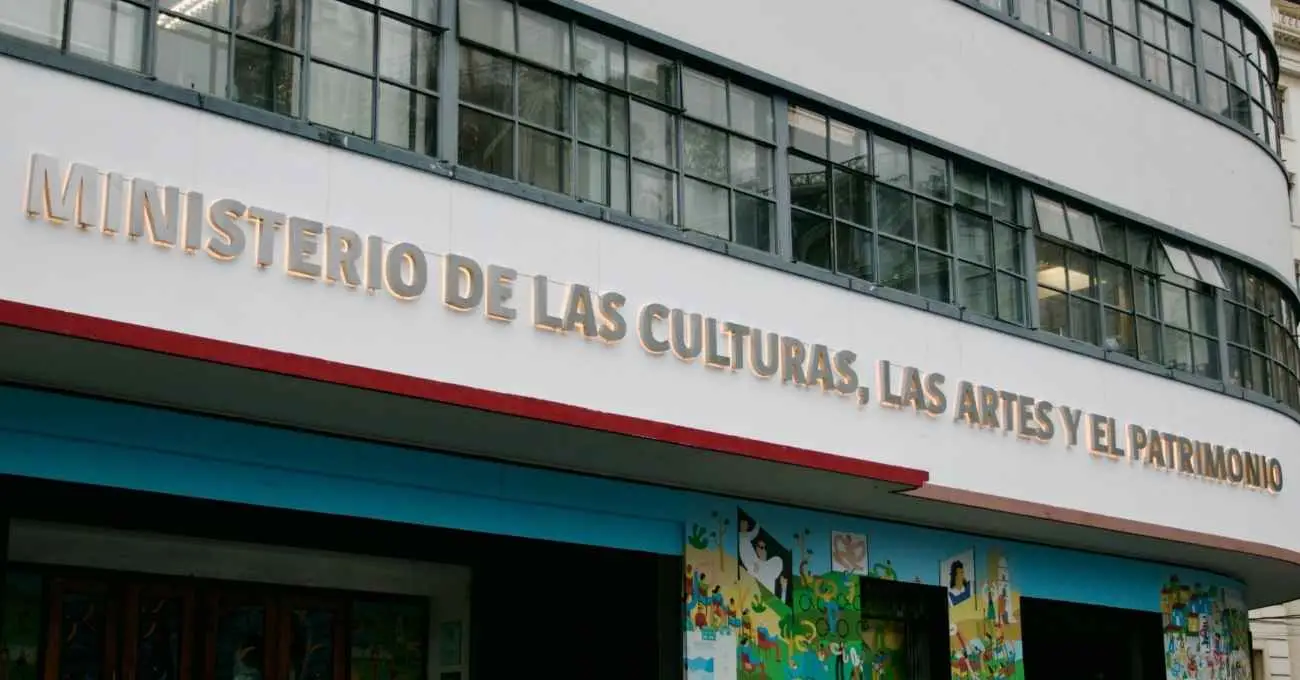 MINISTERIO DE LAS CULTURAS, LAS ARTES Y EL PATRIMONIO